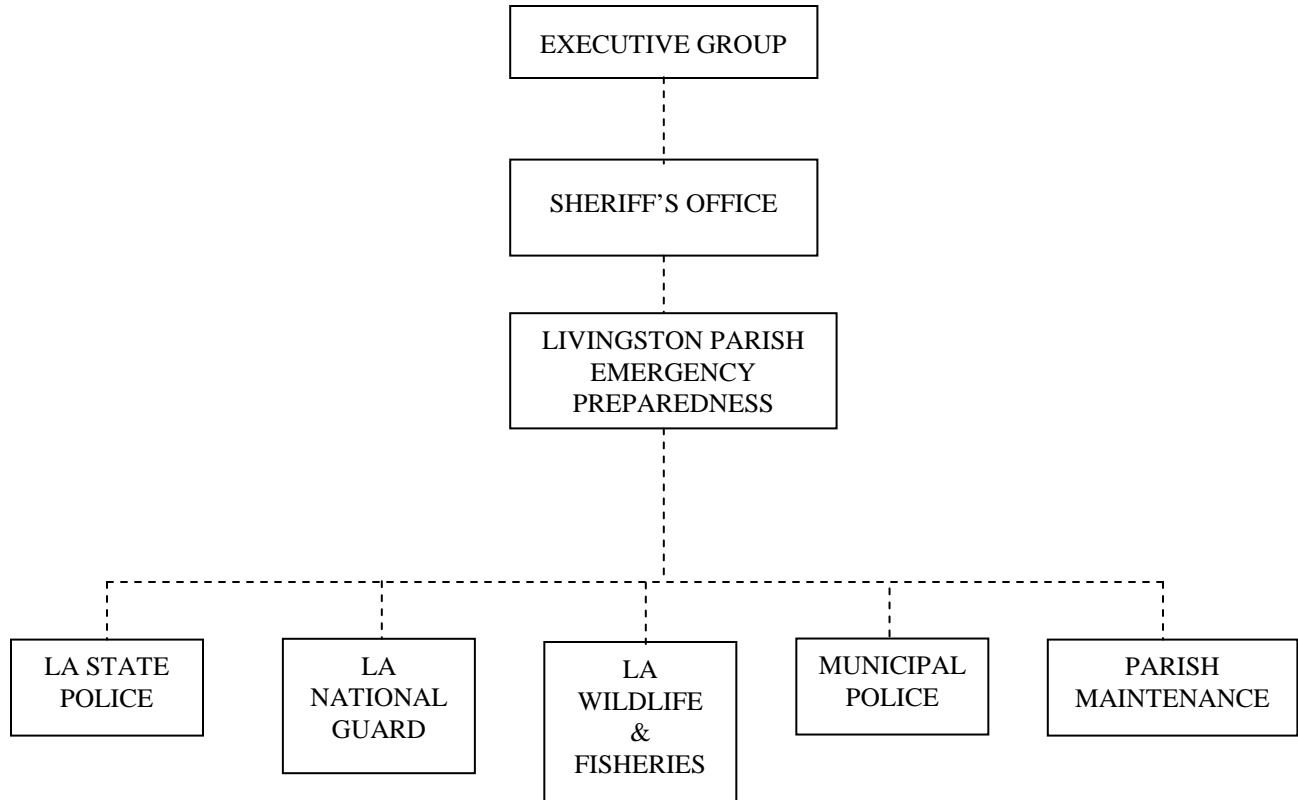 EXECUTIVE GROUP
SHERIFF’S OFFICE
LIVINGSTON PARISH
EMERGENCY
PREPAREDNESS
LA STATE
POLICE
LA
NATIONAL
GUARD
LA
WILDLIFE
&
FISHERIES
MUNICIPAL
POLICE
PARISH
MAINTENANCE